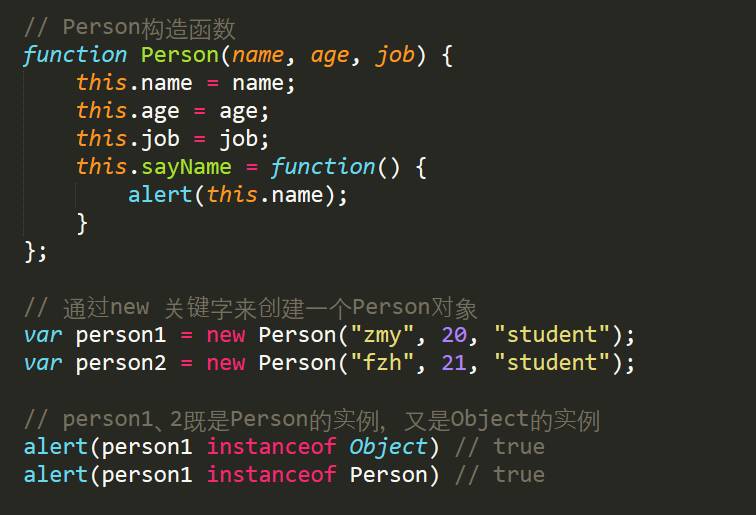 // Person构造函数
function Person(name, age, job) {
    this.name = name;
    this.age = age;
    this.job = job;
    this.sayName = function() {
        alert(this.name);
    }
};
// 通过new 关键字来创建一个Person对象
var person1 = new Person("zmy", 20, "student");
var person2 = new Person("fzh", 21, "student");
// person1、2既是Person的实例, 又是Object的实例
alert(person1 instanceof Object) // true
alert(person1 instanceof Person) // true